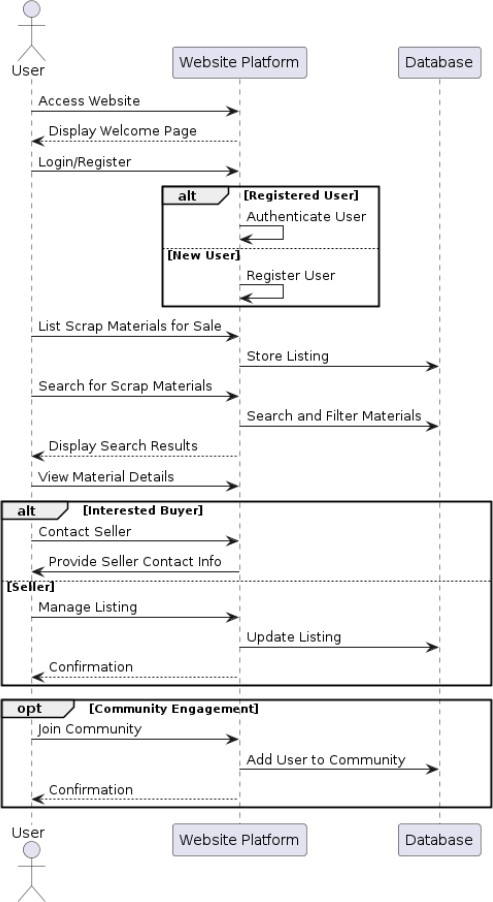 User
Website Platform
Database
Access Website
Display Welcome Page
Login/Register
alt
[Registered User]
Authenticate User
[New User]
Register User
List Scrap Materials for Sale
Store Listing
Search for Scrap Materials
Search and Filter Materials
Display Search Results
View Material Details
alt
[Interested Buyer]
Contact Seller
Provide Seller Contact Info
[Seller]
Manage Listing
Update Listing
Confirmation
opt
[Community Engagement]
Join Community
Add User to Community
Confirmation
User
Website Platform
Database